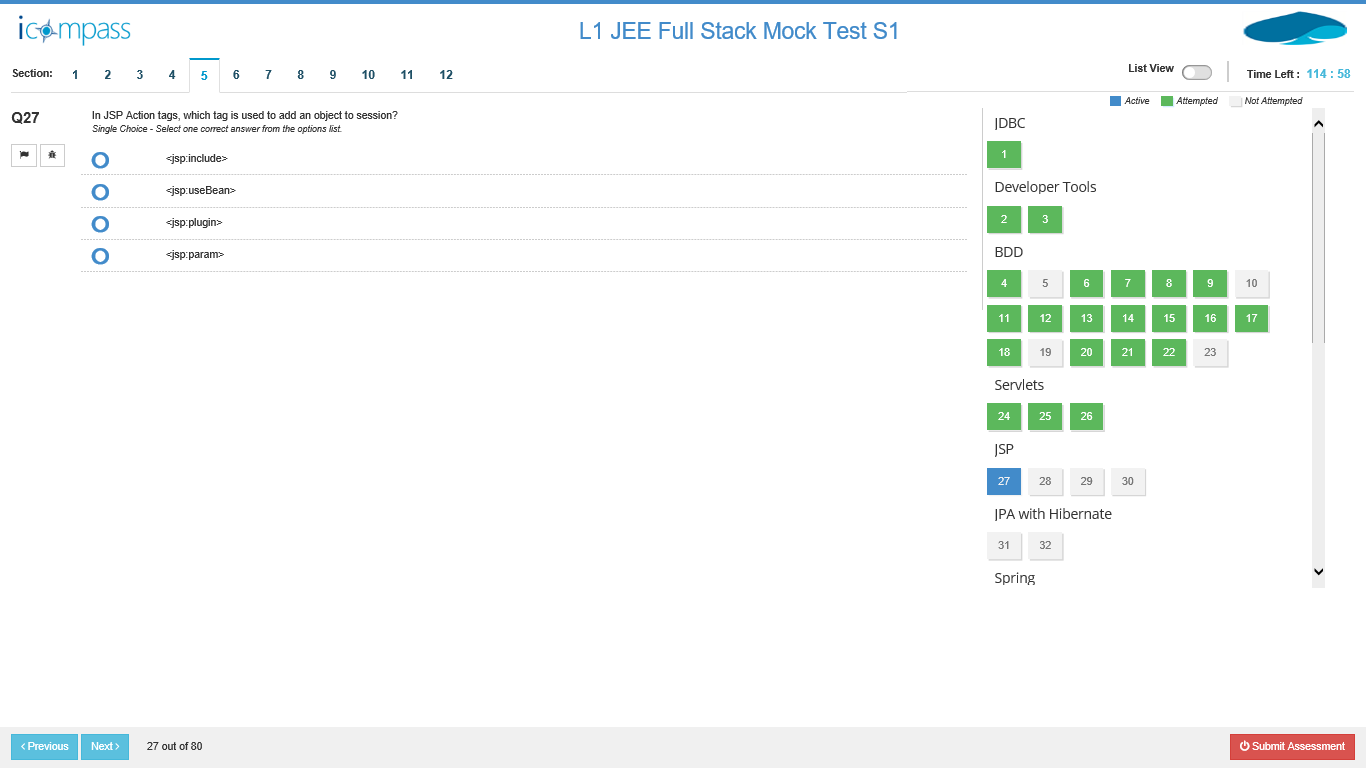 icompass
L1 JEE Full Stack Mock Test S1
Section: 1 2 3 4 5 6 7 8 9 10 11 12
List View
Time Left : 114 : 58
Active Attempted Not Attempted
Q27
In JSP Action tags, which tag is used to add an object to session?
Single Choice - Select one correct answer from the options list.
<jsp:include>
<jsp:useBean>
<jsp:plugin>
<jsp:param>
JDBC
1
Developer Tools
2 3
BDD
4 5 6 7 8 9 10
11 12 13 14 15 16 17
18 19 20 21 22 23
Servlets
24 25 26
JSP
27 28 29 30
JPA with Hibernate
31 32
Spring
Previous Next 27 out of 80
Submit Assessment